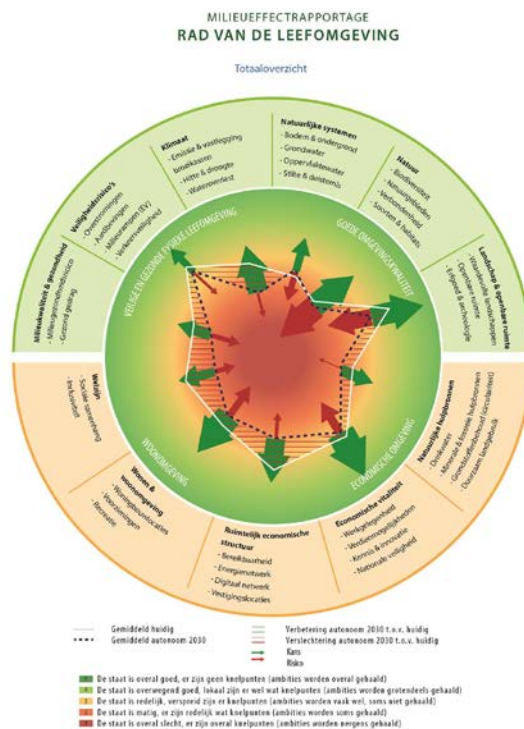 MILIEUEFFECTRAPPORTAGE
RAD VAN DE LEEFOMGEVING
Totaaloverzicht
Milieukwaliteit & gezondheid
- Milieugezondheidsrisico
- Gezond gedrag
Veiligheidsrisico's
- Overstromingen
- Aardbevingen
- Milieurampen (EV)
- Verkeersveiligheid
Klimaat
- Emissie & vastlegging
broeikassen
- Hitte & droogte
- Wateroverlast
Natuurlijke systemen
- Bodem & ondergrond
- Grondwater
- Oppervlaktewater
- Stilte & duisternis
Natuur
- Biodiversiteit
- Natuurgebieden
- Verbondenheid
- Soorten & habitats
Landschap & openbare ruimte
- Waardevolle landschappen
- Openbare ruimte
- Erfgoed & archeologie
VEILIGE EN GEZONDE FYSIEKE LEEFOMGEVING
GOEDE OMGEVINGSKWALITEIT
WOONOMGEVING
ECONOMISCHE OMGEVING
Welzijn
- Sociale samenhang
- Inclusiviteit
Wonen &
woonomgeving
- Woningbouwlocaties
- Voorzieningen
- Recreatie
Ruimtelijk economische
structuur
- Bereikbaarheid
- Energienetwerk
- Digitaal netwerk
- Vestigingslocaties
Economische vitaliteit
- Werkgelegenheid
- Verdienmogelijkheden
- Kennis & innovatie
- Nationale veiligheid
Natuurlijke hulpbronnen
- Drinkwater
- Minerale & fossiele hulpbronnen
- Grondstoffenbehoud (circulariteit)
- Duurzaam landgebruik
Gemiddeld huidig
Gemiddeld autonoom 2030
Verbetering autonoom 2030 t.o.v. huidig
Verslechtering autonoom 2030 t.o.v. huidig
Kans
Risico
De staat is overal goed, er zijn geen knelpunten (ambities worden overal gehaald)
De staat is overwegend goed, lokaal zijn er wel wat knelpunten (ambities worden grotendeels gehaald)
De staat is redelijk, verspreid zijn er knelpunten (ambities worden vaak wel, soms niet gehaald)
De staat is matig, er zijn redelijk wat knelpunten (ambities worden soms gehaald)
De staat is overal slecht, er zijn overal knelpunten (ambities worden nergens gehaald)